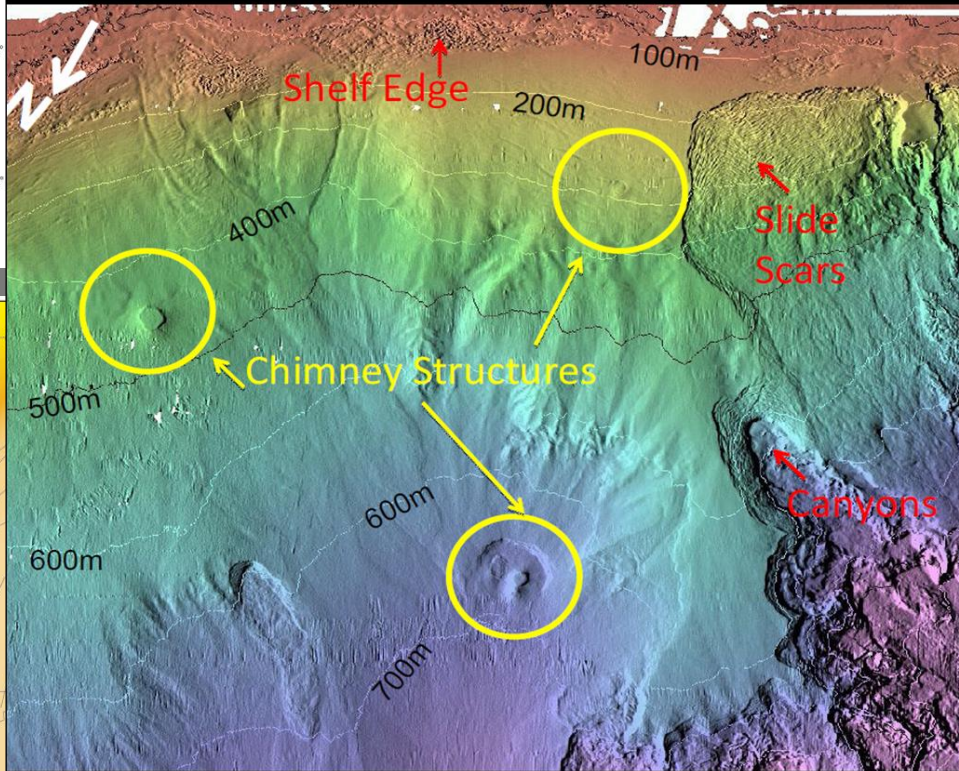 N
100m
Shelf Edge
200m
400m
Slide
Scars
Chimney Structures
500m
600m
Canyons
600m
700m